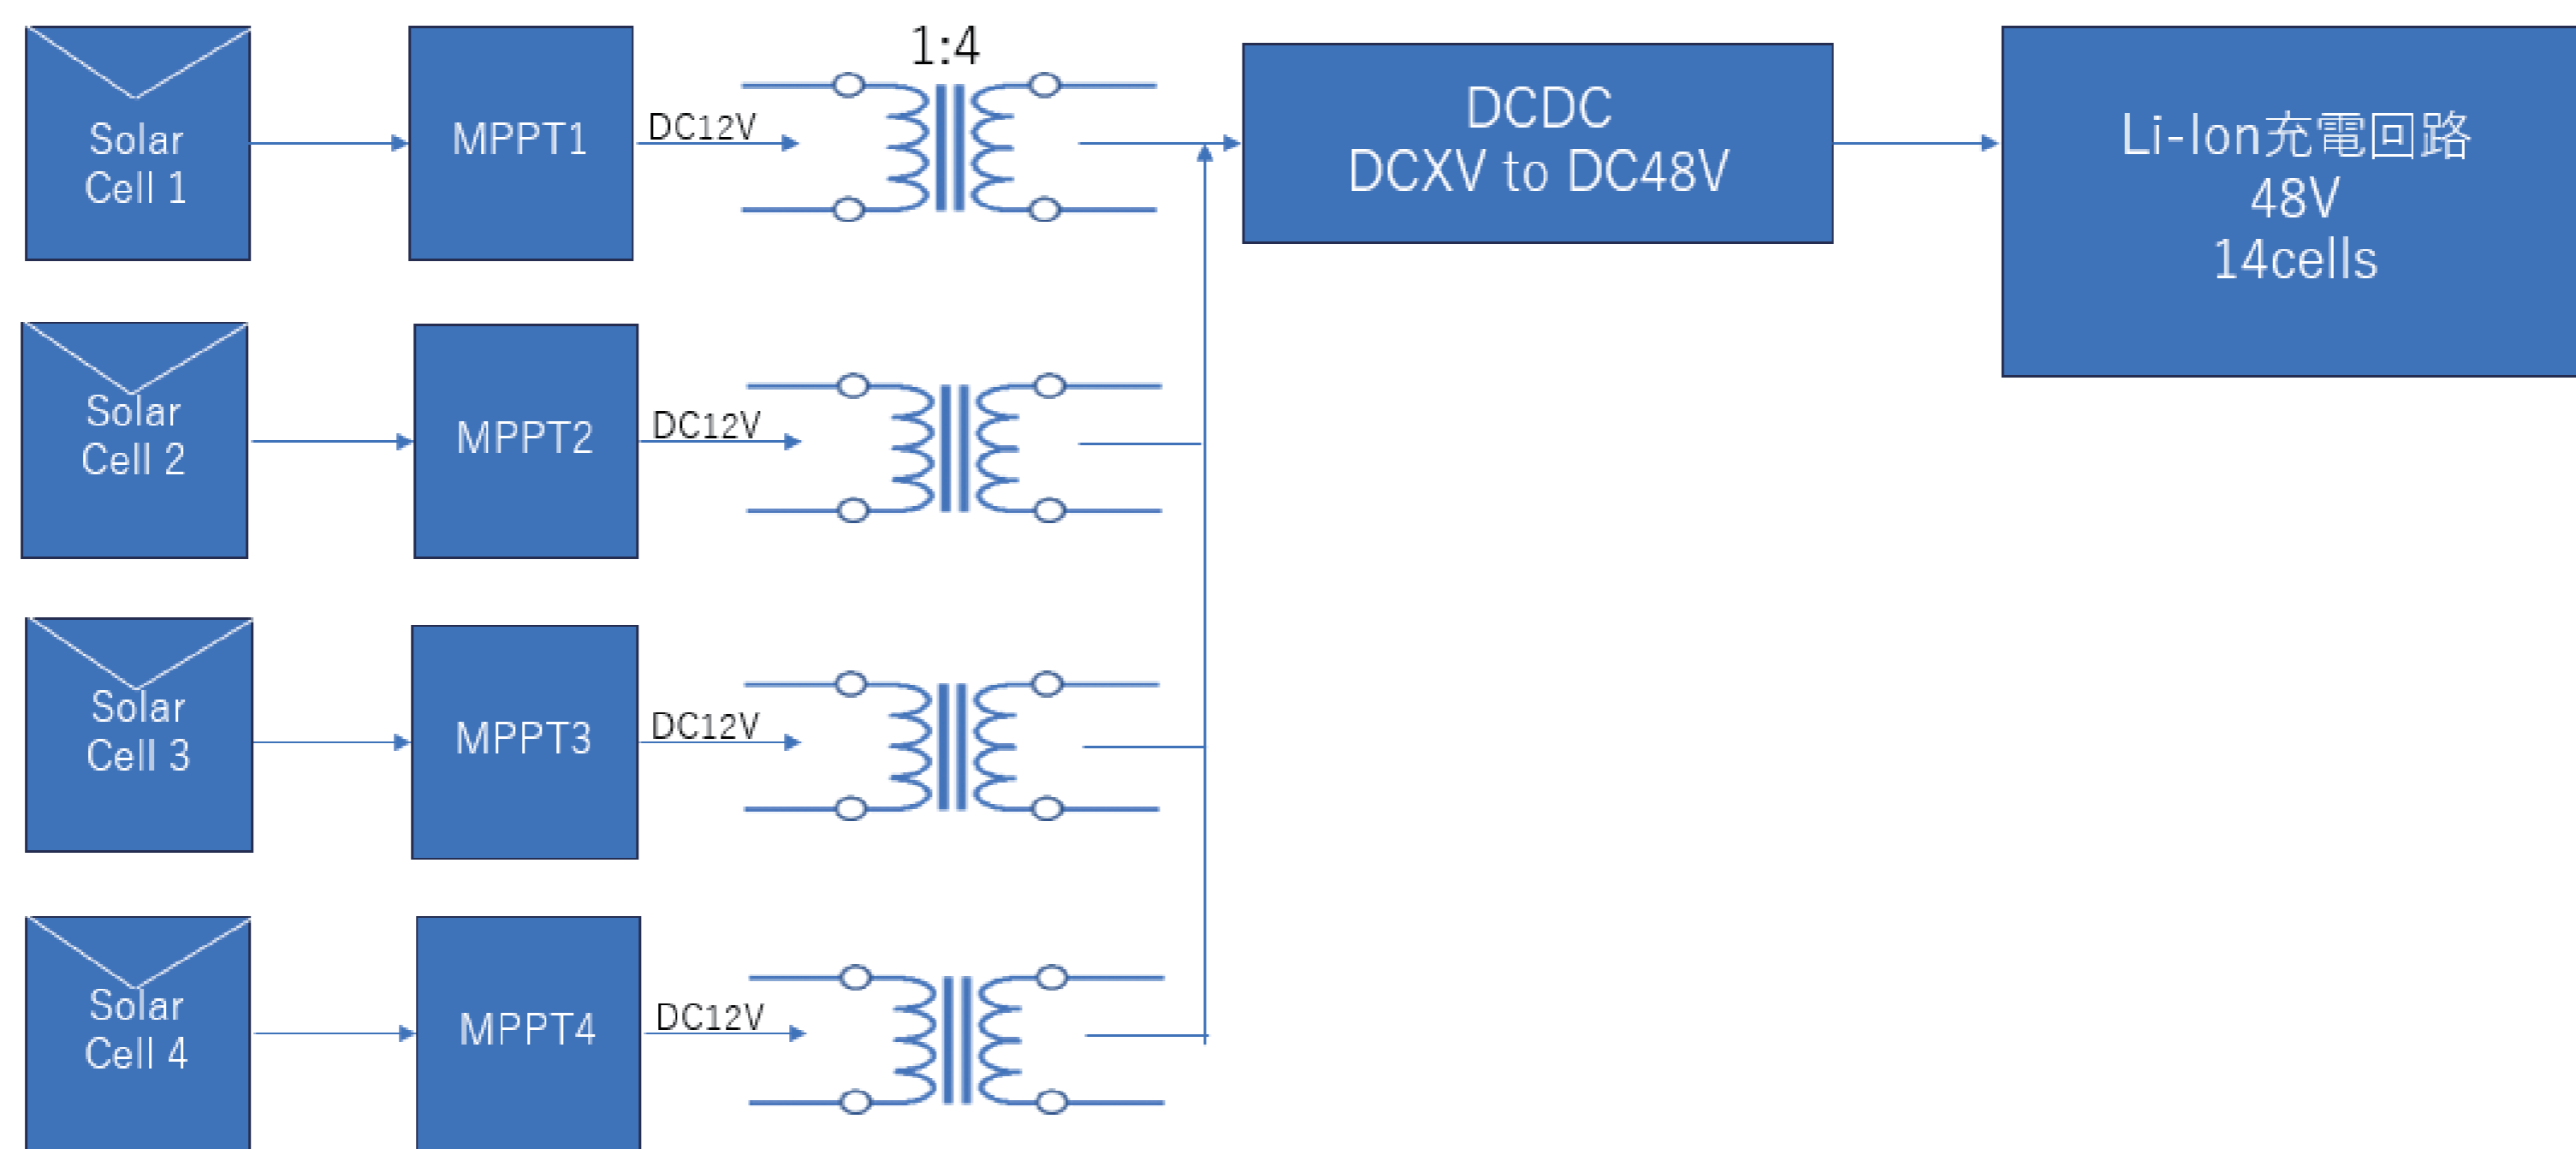 Solar
Cell 1
MPPT1
DC12V
1:4
DCDC
DCXV to DC48V
Li-Ion充電回路
48V
14cells
Solar
Cell 2
MPPT2
DC12V
Solar
Cell 3
MPPT3
DC12V
Solar
Cell 4
MPPT4
DC12V